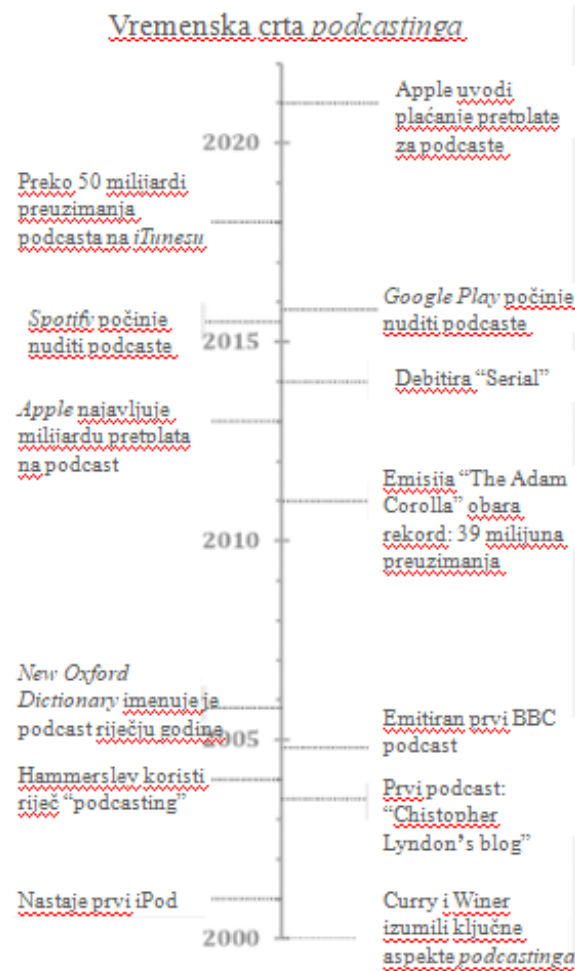 Vremenska crta podcastinga
Apple uvodi
plaćanje pretplate
za podcaste
2020
Preko 50 milijardi
preuzimanja
podcasta na iTunesu
Google Play počinje
nuditi podcaste
Spotify počinje
nuditi podcaste
2015
Debitira “Serial”
Apple najavljuje
milijardu pretplata
na podcast
Emisija “The Adam
Corolla” obara
rekord: 39 milijuna
preuzimanja
2010
New Oxford
Dictionary imenuje je
podcast riječju godine
Emitiran prvi BBC
podcast
2005
Hammersley koristi
riječ “podcasting”
Prvi podcast:
“Chistopher
Lyndon’s blog”
Nastaje prvi iPod
Curry i Winer
izumili ključne
aspekte podcastinga
2000